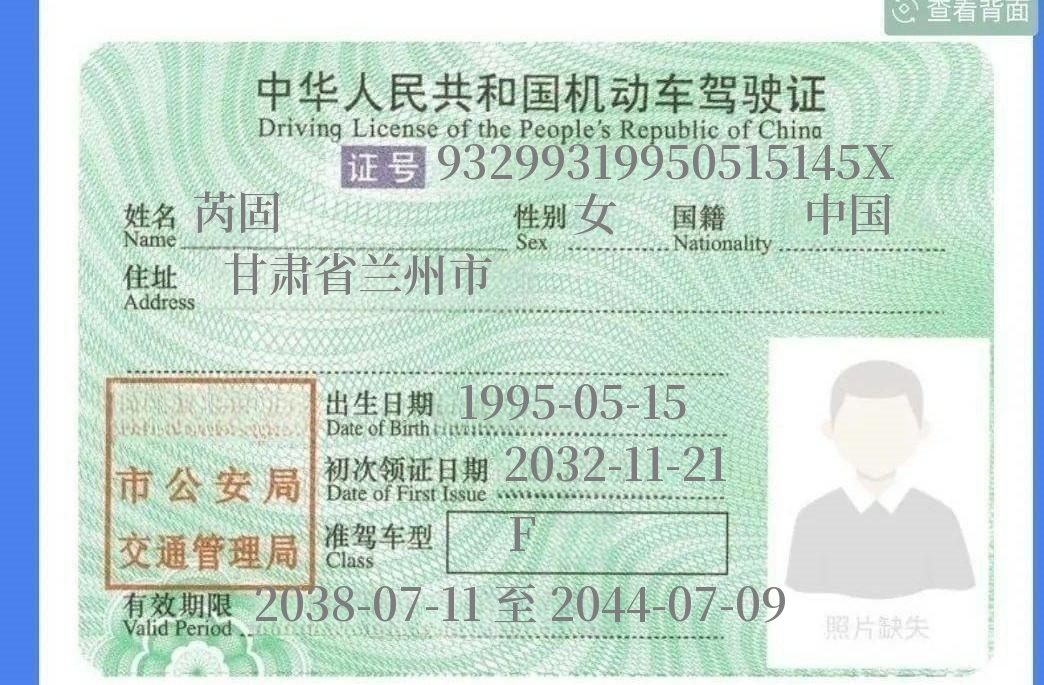 查看背面
中华人民共和国机动车驾驶证
Driving License of the People's Republic of China
证号 93299319950515145X
姓名 芮固 性别 女 国籍 中国
Name Sex Nationality
住址 甘肃省兰州市
Address
出生日期 1995-05-15
Date of Birth
初次领证日期 2032-11-21
Date of First Issue
市公安局
交通管理局
准驾车型 F
Class
有效期限 2038-07-11 至 2044-07-09
Valid Period
照片缺失